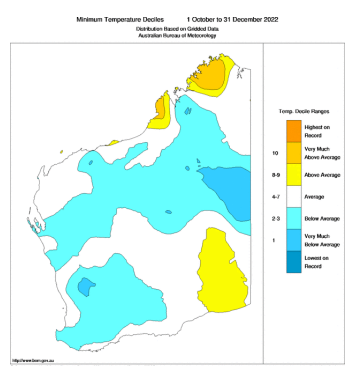 Minimum Temperature Deciles 1 October to 31 December 2022
Distribution Based on Gridded Data
Australian Bureau of Meteorology
Temp. Decile Ranges
Highest on
Record
10 Very Much
Above Average
8-9 Above Average
4-7 Average
2-3 Below Average
1 Very Much
Below Average
Lowest on
Record
http://www.bom.gov.au